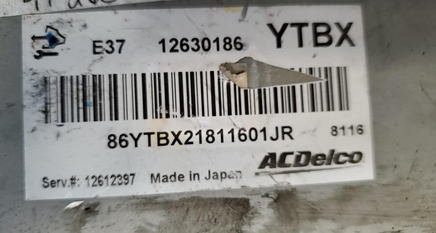 E37 12630186 YTBX
86YTBX21811601JR 8116
ACDelco
Serv.#: 12612397 Made in Japan